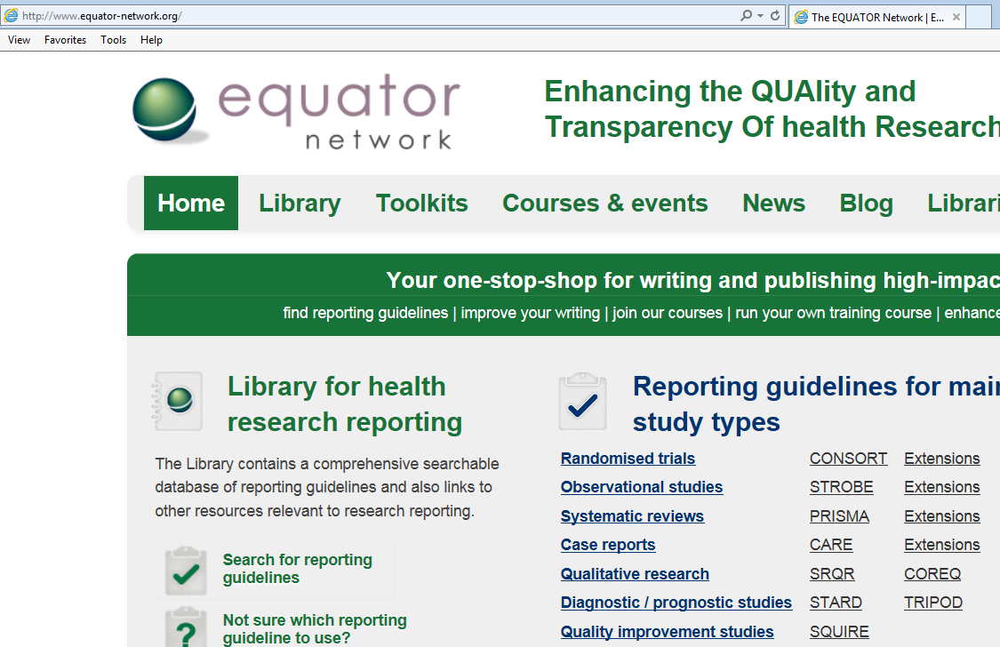 http://www.equator-network.org/
The EQUATOR Network | E...
View Favorites Tools Help
equator
network
Enhancing the QUAlity and
Transparency Of health Research
Home Library Toolkits Courses & events News Blog Librari
Your one-stop-shop for writing and publishing high-impac
find reporting guidelines | improve your writing | join our courses | run your own training course | enhance
Library for health
research reporting
The Library contains a comprehensive searchable
database of reporting guidelines and also links to
other resources relevant to research reporting.
Search for reporting
guidelines
Not sure which reporting
guideline to use?
Reporting guidelines for main
study types
Randomised trials CONSORT Extensions
Observational studies STROBE Extensions
Systematic reviews PRISMA Extensions
Case reports CARE Extensions
Qualitative research SRQR COREQ
Diagnostic / prognostic studies STARD TRIPOD
Quality improvement studies SQUIRE